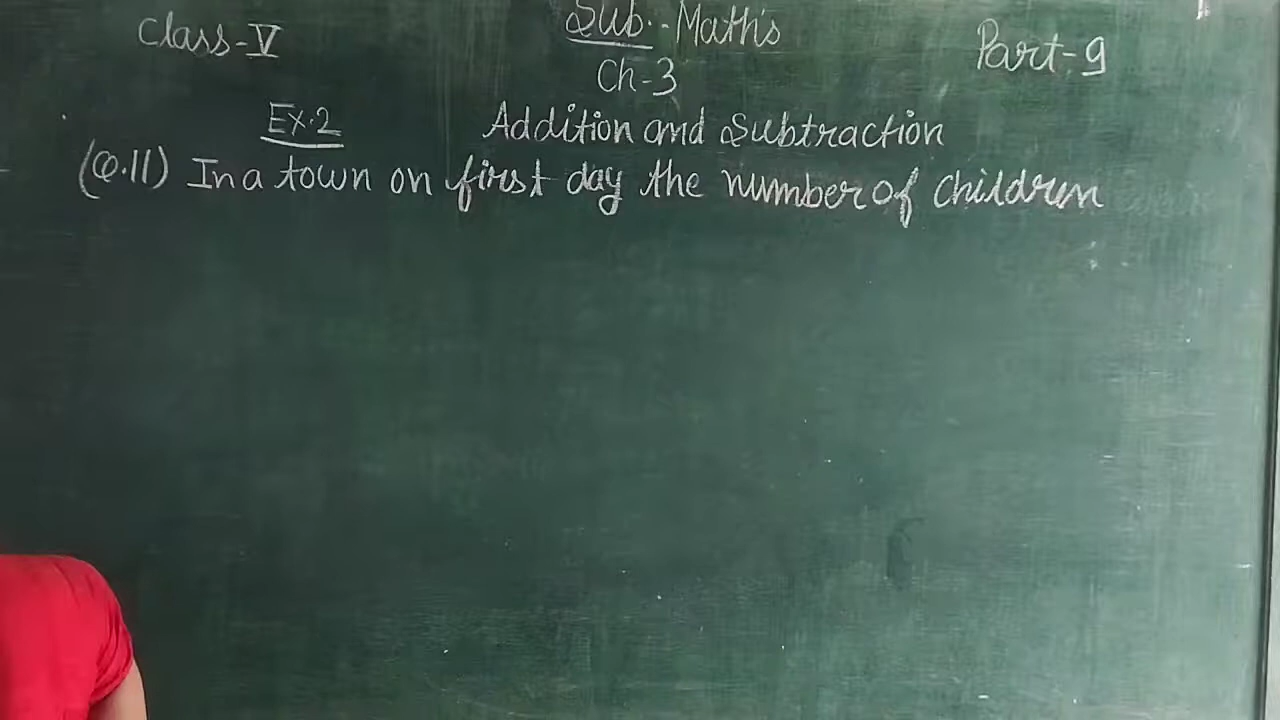 Class-V Sub.-Math's Part-9
Ch-3
Ex.2 Addition and Subtraction
(Q.11) In a town on first day the number of children